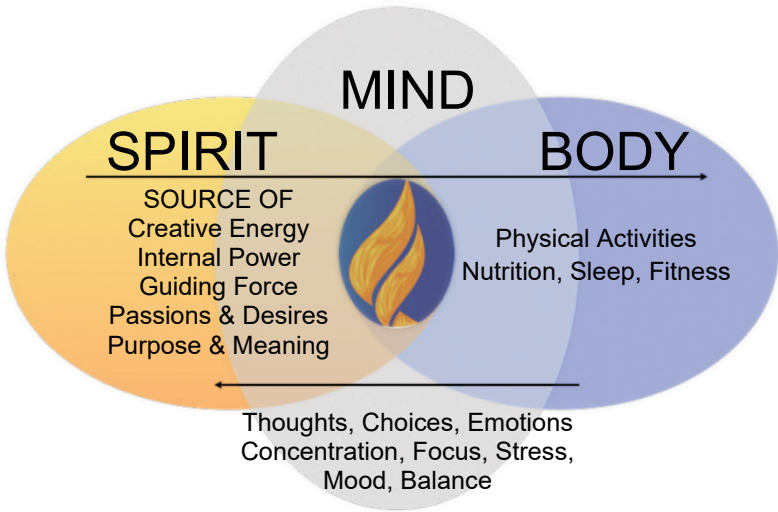 MIND
SPIRIT
BODY
SOURCE OF
Creative Energy
Internal Power
Guiding Force
Passions & Desires
Purpose & Meaning
Physical Activities
Nutrition, Sleep, Fitness
Thoughts, Choices, Emotions
Concentration, Focus, Stress,
Mood, Balance